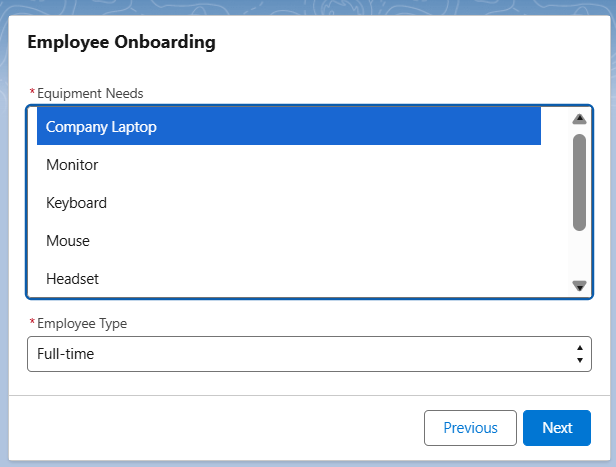 Employee Onboarding
*Equipment Needs
Company Laptop
Monitor
Keyboard
Mouse
Headset
*Employee Type
Full-time
Previous
Next